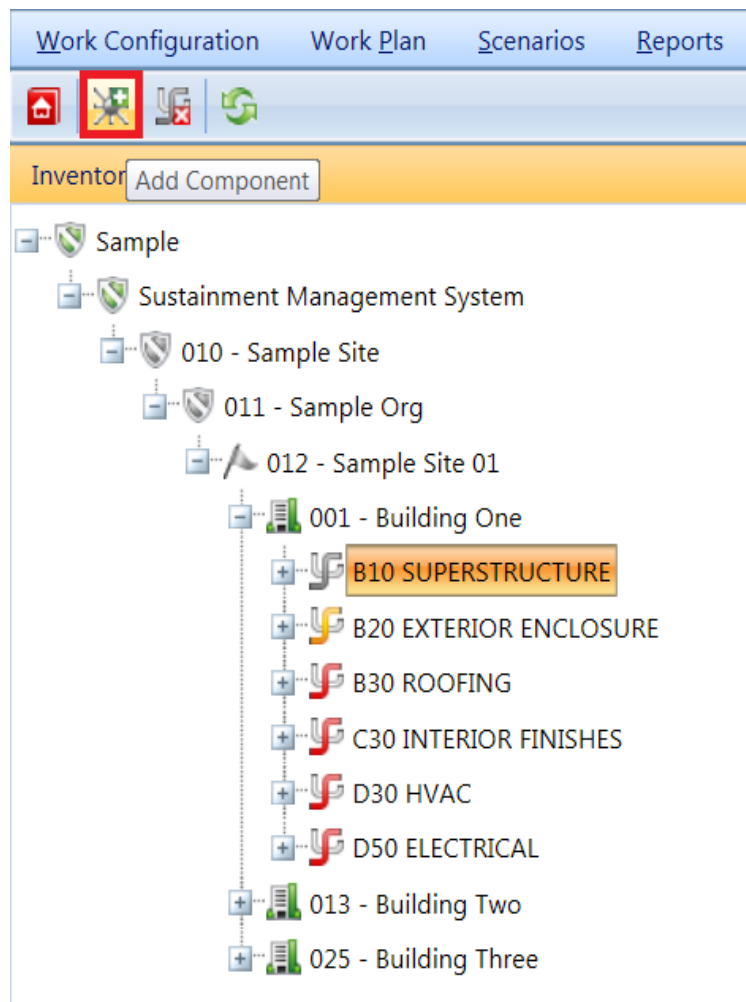 Work Configuration Work Plan Scenarios Reports
Inventor
Add Component
Sample
Sustainment Management System
010 - Sample Site
011 - Sample Org
012 - Sample Site 01
001 - Building One
B10 SUPERSTRUCTURE
B20 EXTERIOR ENCLOSURE
B30 ROOFING
C30 INTERIOR FINISHES
D30 HVAC
D50 ELECTRICAL
013 - Building Two
025 - Building Three